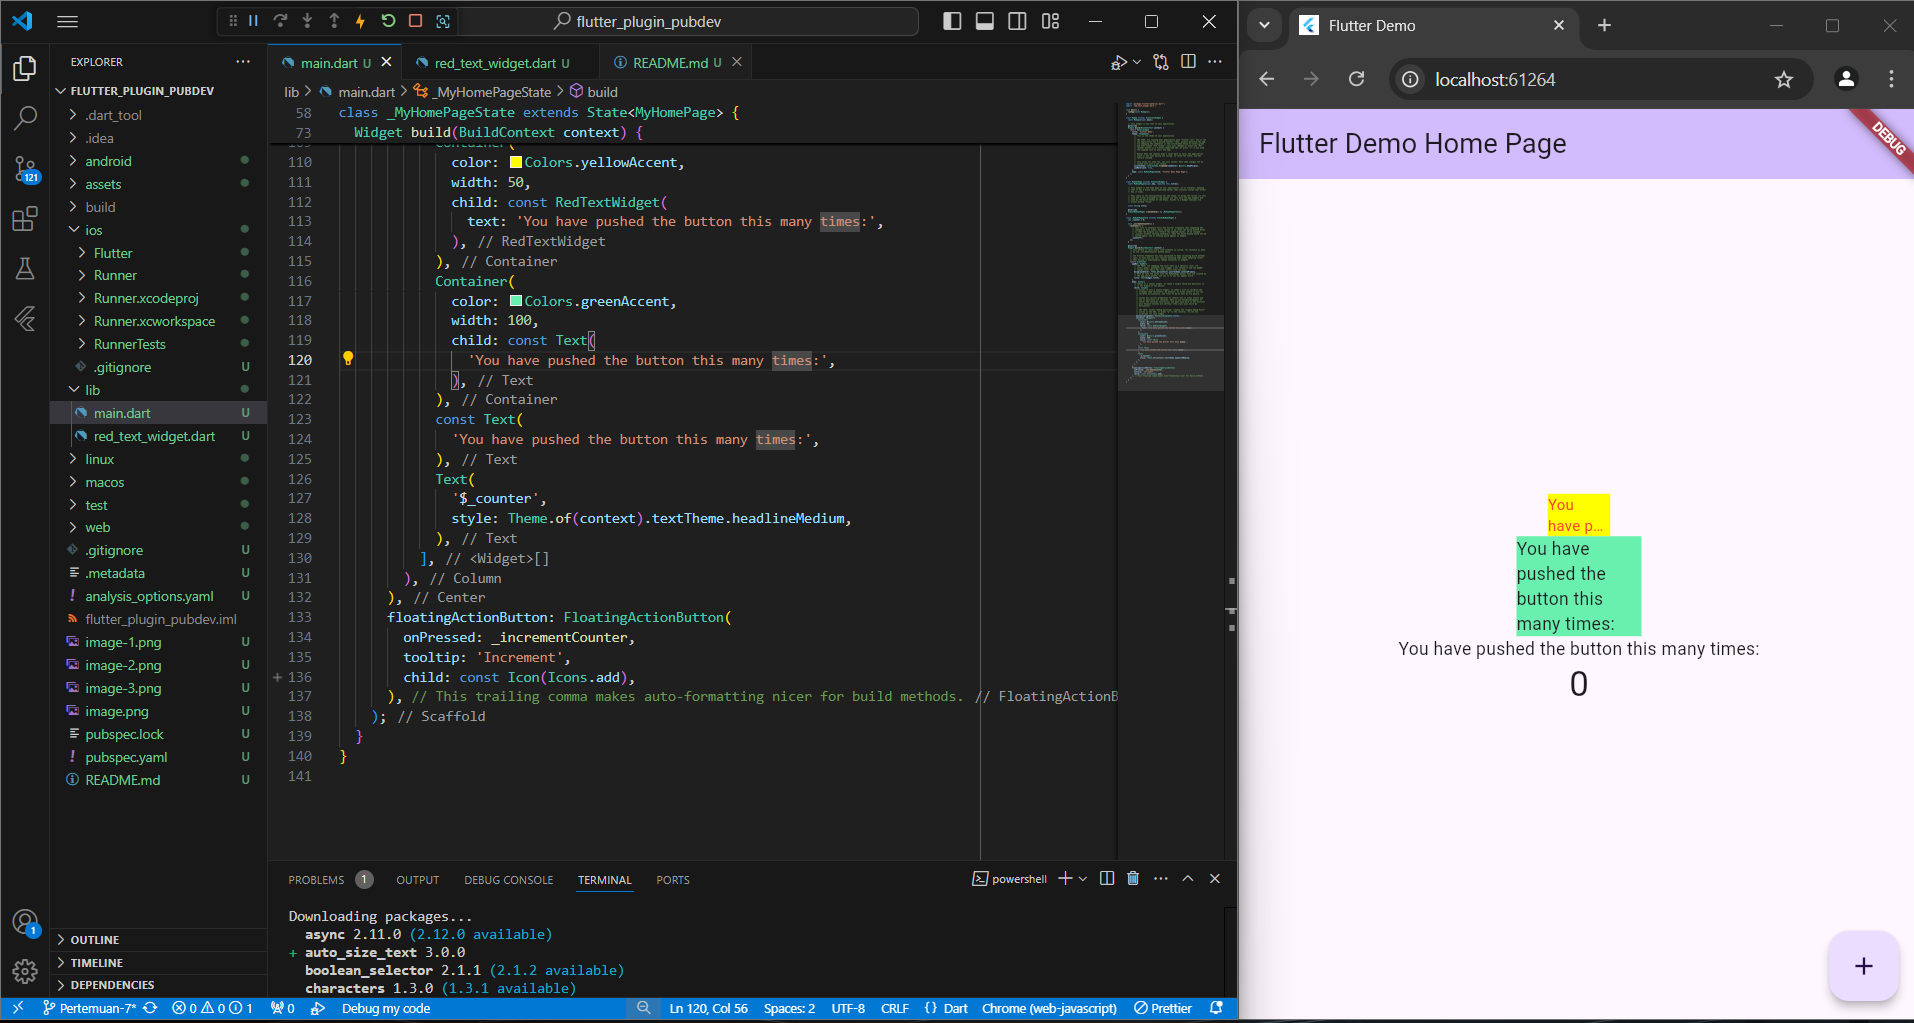 flutter_plugin_pubdev
EXPLORER
FLUTTER_PLUGIN_PUBDEV
.dart_tool
.idea
android
assets
build
ios
Flutter
Runner
Runner.xcodeproj
Runner.xcworkspace
RunnerTests
.gitignore U
lib
main.dart U
red_text_widget.dart U
linux
macos
test
web
.gitignore U
.metadata U
analysis_options.yaml U
flutter_plugin_pubdev.iml
image-1.png U
image-2.png U
image-3.png U
image.png U
pubspec.lock U
pubspec.yaml U
README.md U
OUTLINE
TIMELINE
DEPENDENCIES
121
1
main.dart U
red_text_widget.dart U
README.md U
lib > main.dart > _MyHomePageState > build
58 class _MyHomePageState extends State<MyHomePage> {
73 Widget build(BuildContext context) {
110 color: Colors.yellowAccent,
111 width: 50,
112 child: const RedTextWidget(
113 text: 'You have pushed the button this many times:',
114 ), // RedTextWidget
115 ), // Container
116 Container(
117 color: Colors.greenAccent,
118 width: 100,
119 child: const Text(
120 'You have pushed the button this many times:',
121 ), // Text
122 ), // Container
123 const Text(
124 'You have pushed the button this many times:',
125 ), // Text
126 Text(
127 '$_counter',
128 style: Theme.of(context).textTheme.headlineMedium,
129 ), // Text
130 ], // <Widget>[]
131 ), // Column
132 ), // Center
133 floatingActionButton: FloatingActionButton(
134 onPressed: _incrementCounter,
135 tooltip: 'Increment',
136 child: const Icon(Icons.add),
137 ), // This trailing comma makes auto-formatting nicer for build methods. // FloatingActionB
138 ); // Scaffold
139 }
140 }
141
PROBLEMS 1 OUTPUT DEBUG CONSOLE TERMINAL PORTS
powershell
Downloading packages...
async 2.11.0 (2.12.0 available)
+ auto_size_text 3.0.0
boolean_selector 2.1.1 (2.1.2 available)
characters 1.3.0 (1.3.1 available)
Pertemuan-7* 0 0 1 0 Debug my code Ln 120, Col 56 Spaces: 2 UTF-8 CRLF {} Dart Chrome (web-javascript) Prettier
Flutter Demo
localhost:61264
Flutter Demo Home Page
DEBUG
You
have p...
You have
pushed the
button this
many times:
You have pushed the button this many times:
0